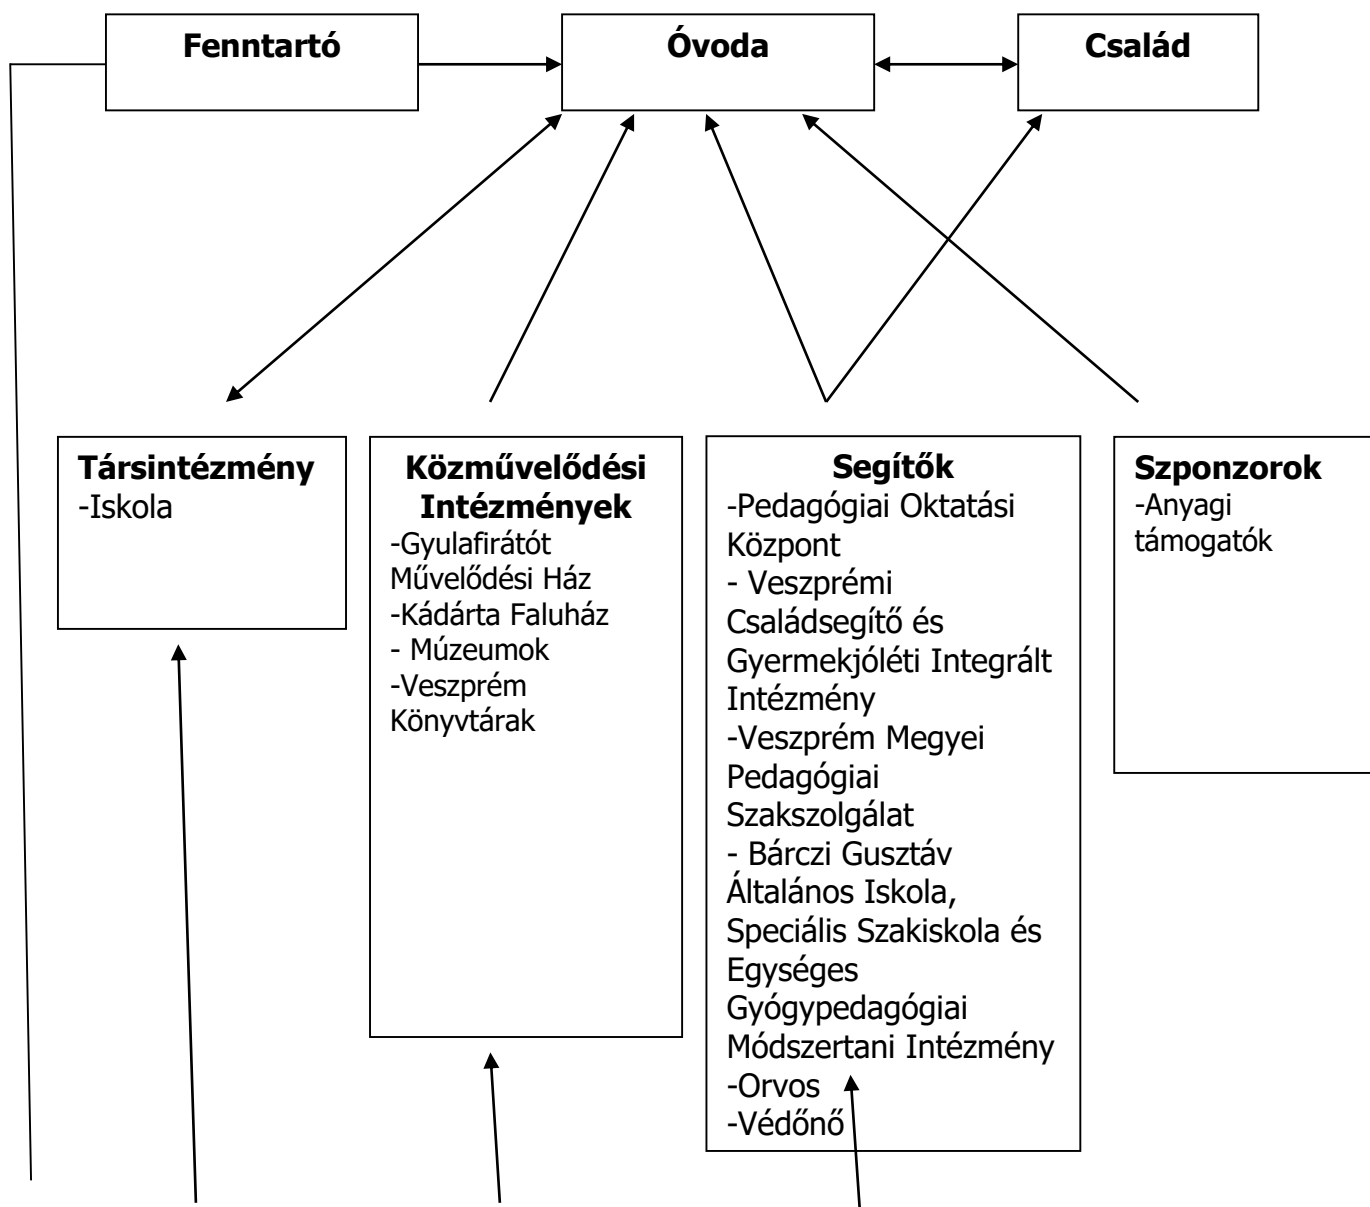 Fenntartó
Óvoda
Család
Társintézmény
-Iskola
Közművelődési
Intézmények
-Gyulafirátót
Művelődési Ház
-Kádárta Faluház
- Múzeumok
-Veszprém
Könyvtárak
Segítők
-Pedagógiai Oktatási
Központ
- Veszprémi
Családsegítő és
Gyermekjóléti Integrált
Intézmény
-Veszprém Megyei
Pedagógiai
Szakszolgálat
- Bárczi Gusztáv
Általános Iskola,
Speciális Szakiskola és
Egységes
Gyógypedagógiai
Módszertani Intézmény
-Orvos
-Védőnő
Szponzorok
-Anyagi
támogatók